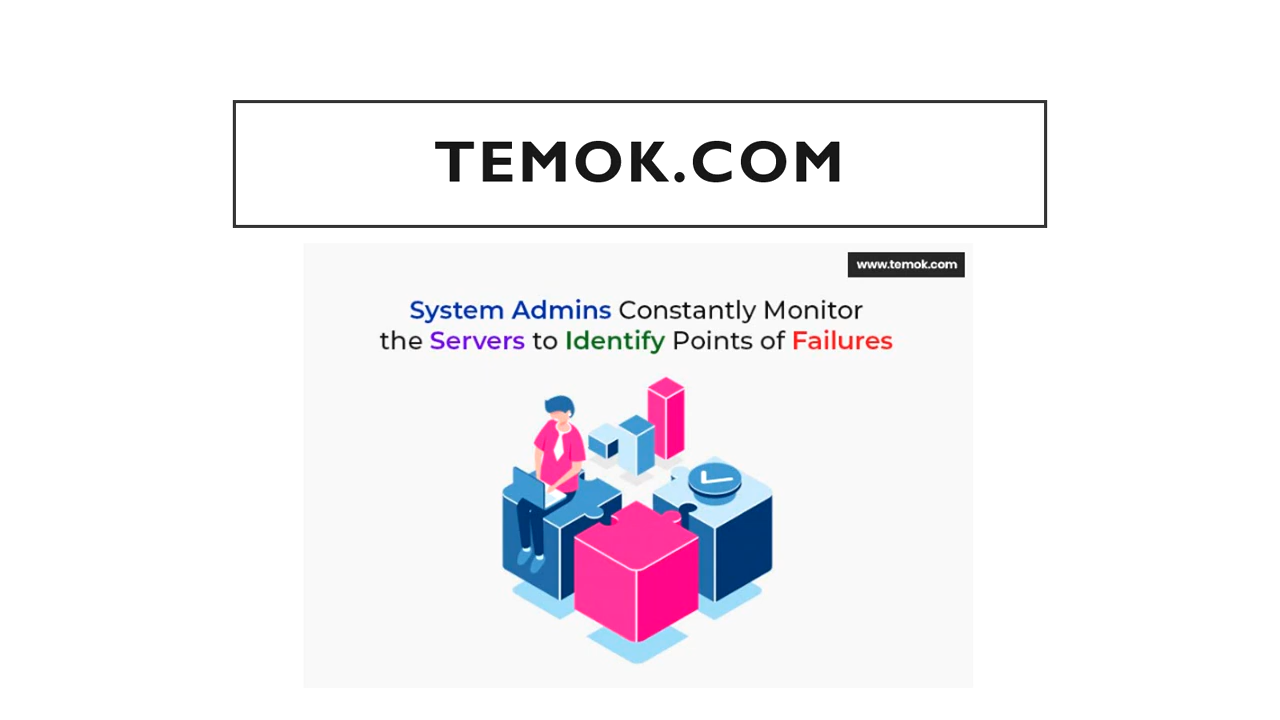 TEMOK.COM
www.temok.com
System Admins Constantly Monitor
the Servers to Identify Points of Failures